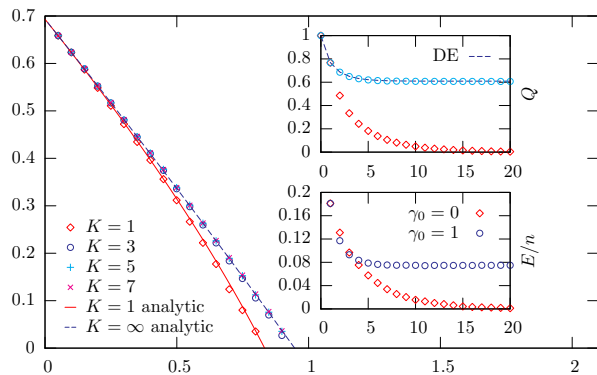 0.7
0.6
0.5
0.4
0.3
0.2
0.1
0
0 0.5 1 1.5 2
K = 1
K = 3
K = 5
K = 7
K = 1 analytic
K = ∞ analytic
1
0.8
0.6
0.4
0.2
0
0 5 10 15 20
DE
Q
0.2
0.16
0.12
0.08
0.04
0
0 5 10 15 20
γ₀ = 0
γ₀ = 1
E/n